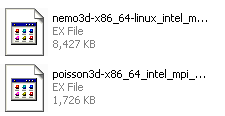 nemo3d-x86_64-linux_intel_m...
EX File
8,427 KB
poisson3d-x86_64_intel_mpi_...
EX File
1,726 KB